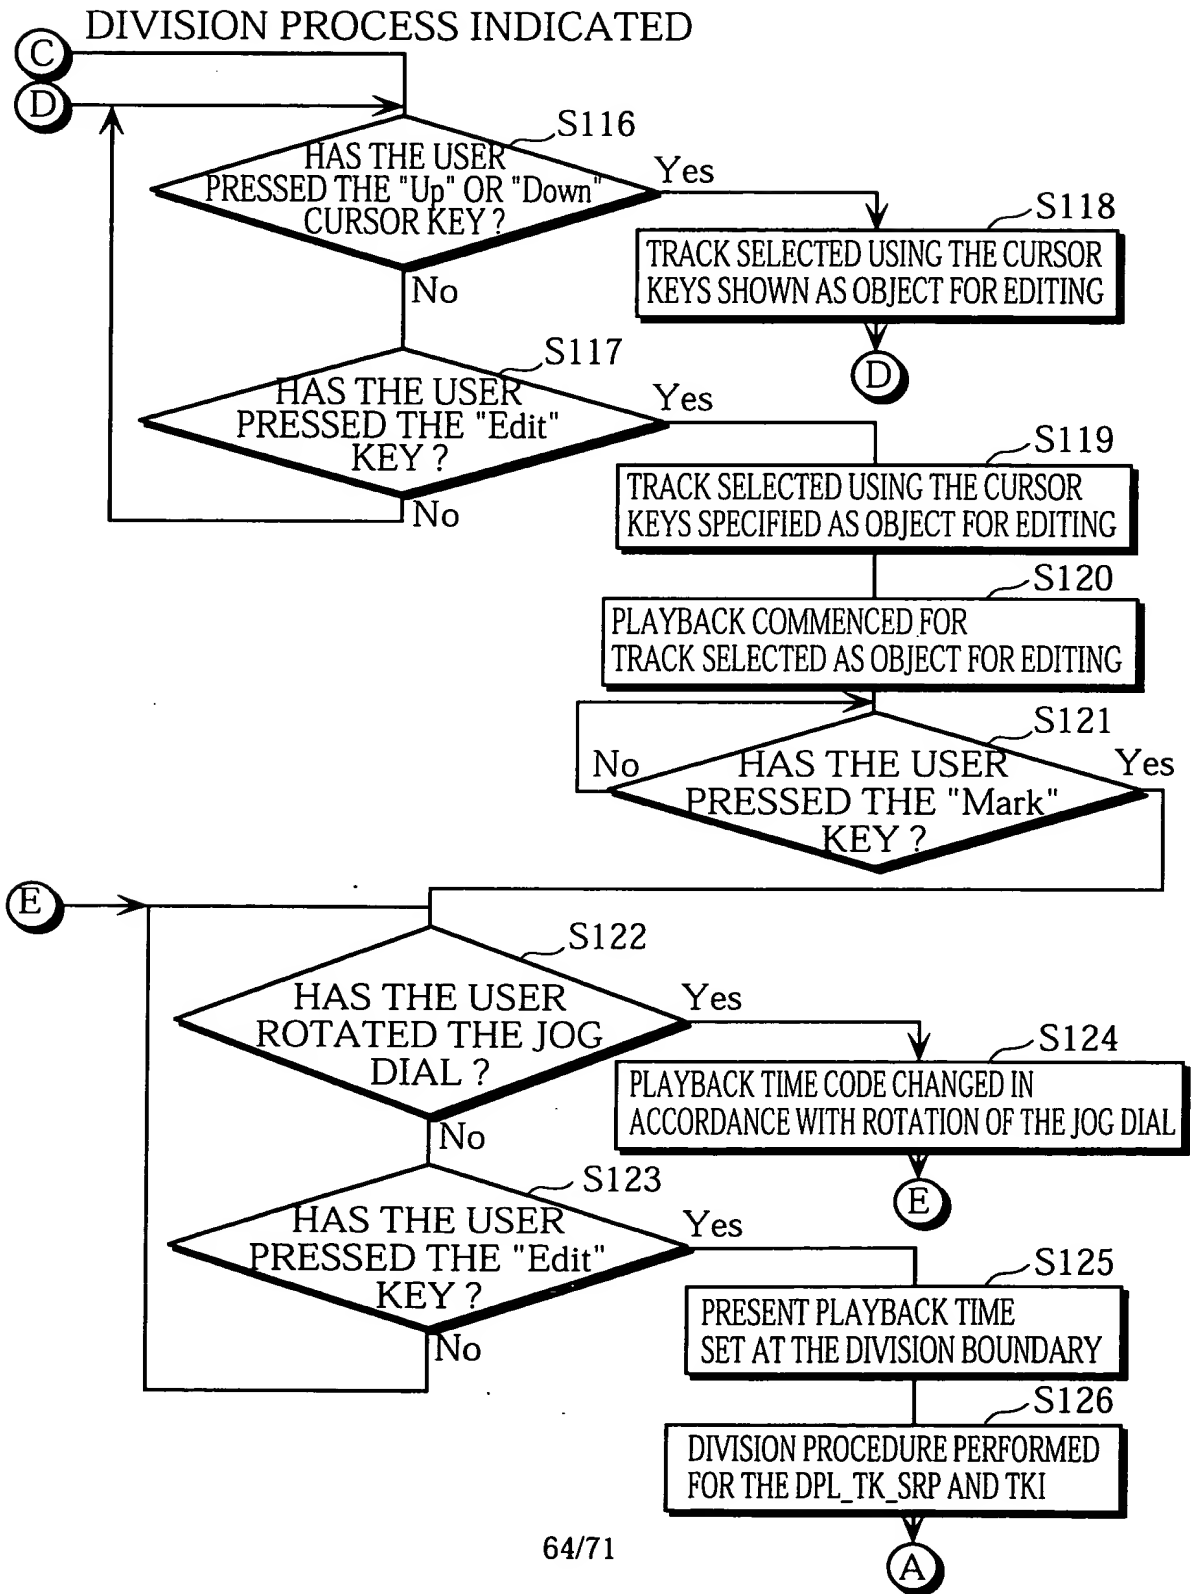 DIVISION PROCESS INDICATED
C
D
S116
HAS THE USER
PRESSED THE "Up" OR "Down"
CURSOR KEY ?
Yes
No
S118
TRACK SELECTED USING THE CURSOR
KEYS SHOWN AS OBJECT FOR EDITING
D
S117
HAS THE USER
PRESSED THE "Edit"
KEY ?
Yes
No
S119
TRACK SELECTED USING THE CURSOR
KEYS SPECIFIED AS OBJECT FOR EDITING
S120
PLAYBACK COMMENCED FOR
TRACK SELECTED AS OBJECT FOR EDITING
S121
No
HAS THE USER
PRESSED THE "Mark"
KEY ?
Yes
E
S122
HAS THE USER
ROTATED THE JOG
DIAL ?
Yes
No
S124
PLAYBACK TIME CODE CHANGED IN
ACCORDANCE WITH ROTATION OF THE JOG DIAL
E
S123
HAS THE USER
PRESSED THE "Edit"
KEY ?
Yes
No
S125
PRESENT PLAYBACK TIME
SET AT THE DIVISION BOUNDARY
S126
DIVISION PROCEDURE PERFORMED
FOR THE DPL_TK_SRP AND TKI
A
64/71